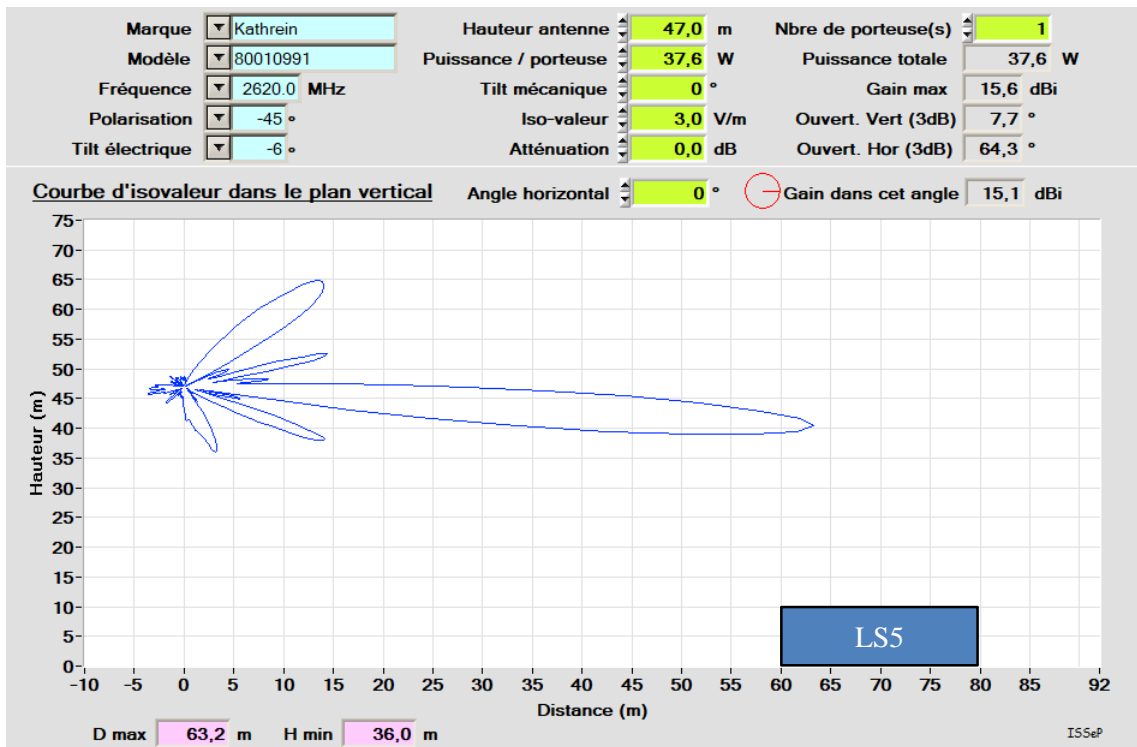 Marque Kathrein Hauteur antenne 47,0 m Nbre de porteuse(s) 1
Modèle 80010991 Puissance / porteuse 37,6 W Puissance totale 37,6 W
Fréquence 2620.0 MHz Tilt mécanique 0 ° Gain max 15,6 dBi
Polarisation -45 ° Iso-valeur 3,0 V/m Ouvert. Vert (3dB) 7,7 °
Tilt électrique -6 ° Atténuation 0,0 dB Ouvert. Hor (3dB) 64,3 °
Courbe d'isovaleur dans le plan vertical Angle horizontal 0 ° Gain dans cet angle 15,1 dBi
75
70
65
60
55
50
45
40
35
30
25
20
15
10
5
0
Hauteur (m)
LS5
-10 -5 0 5 10 15 20 25 30 35 40 45 50 55 60 65 70 75 80 85 92
Distance (m)
D max 63,2 m H min 36,0 m ISSeP